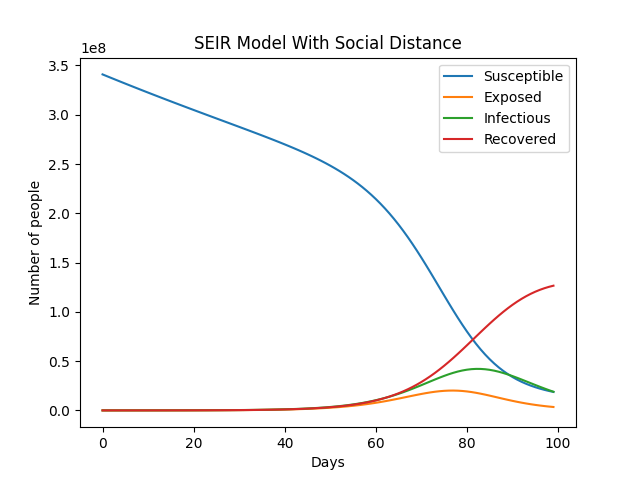 SEIR Model With Social Distance
1e8
3.5
3.0
2.5
2.0
1.5
1.0
0.5
0.0
Number of people
Susceptible
Exposed
Infectious
Recovered
0 20 40 60 80 100
Days